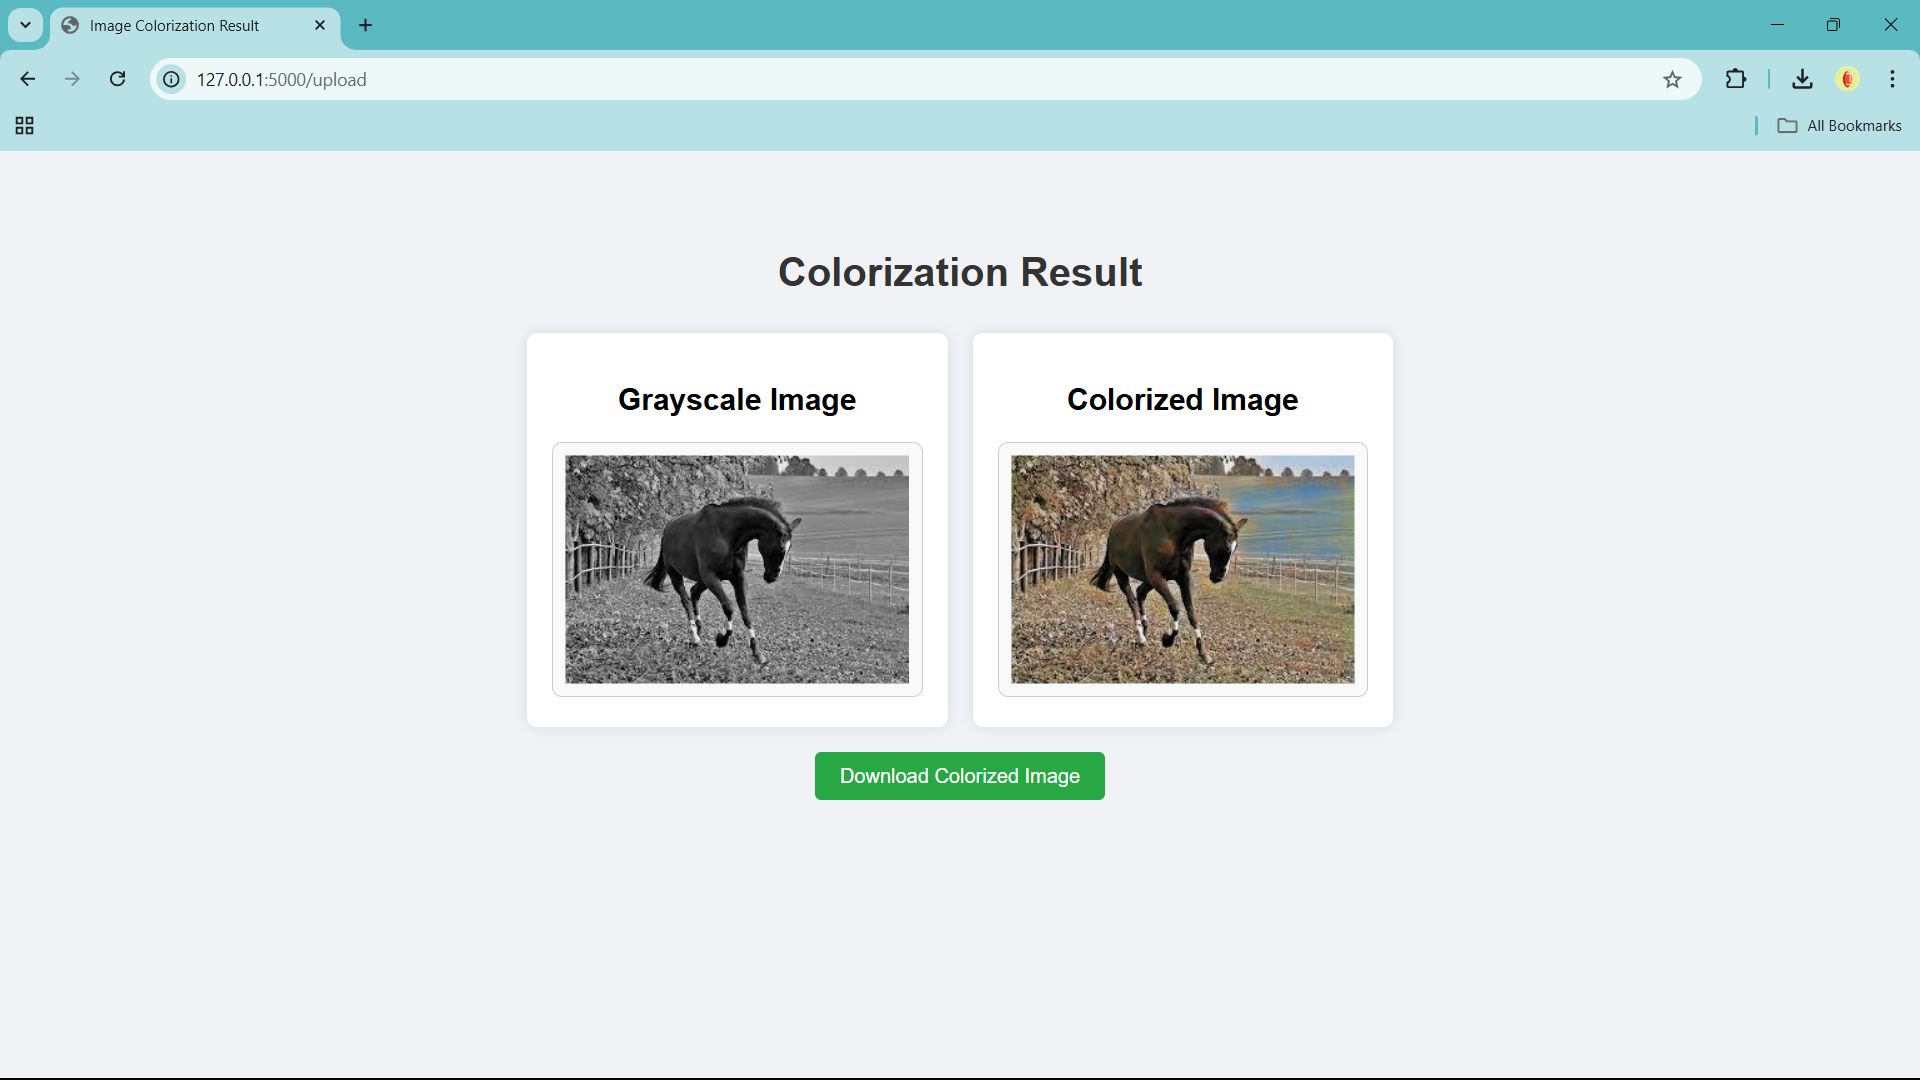 Image Colorization Result
127.0.0.1:5000/upload
All Bookmarks
Colorization Result
Grayscale Image
Colorized Image
Download Colorized Image